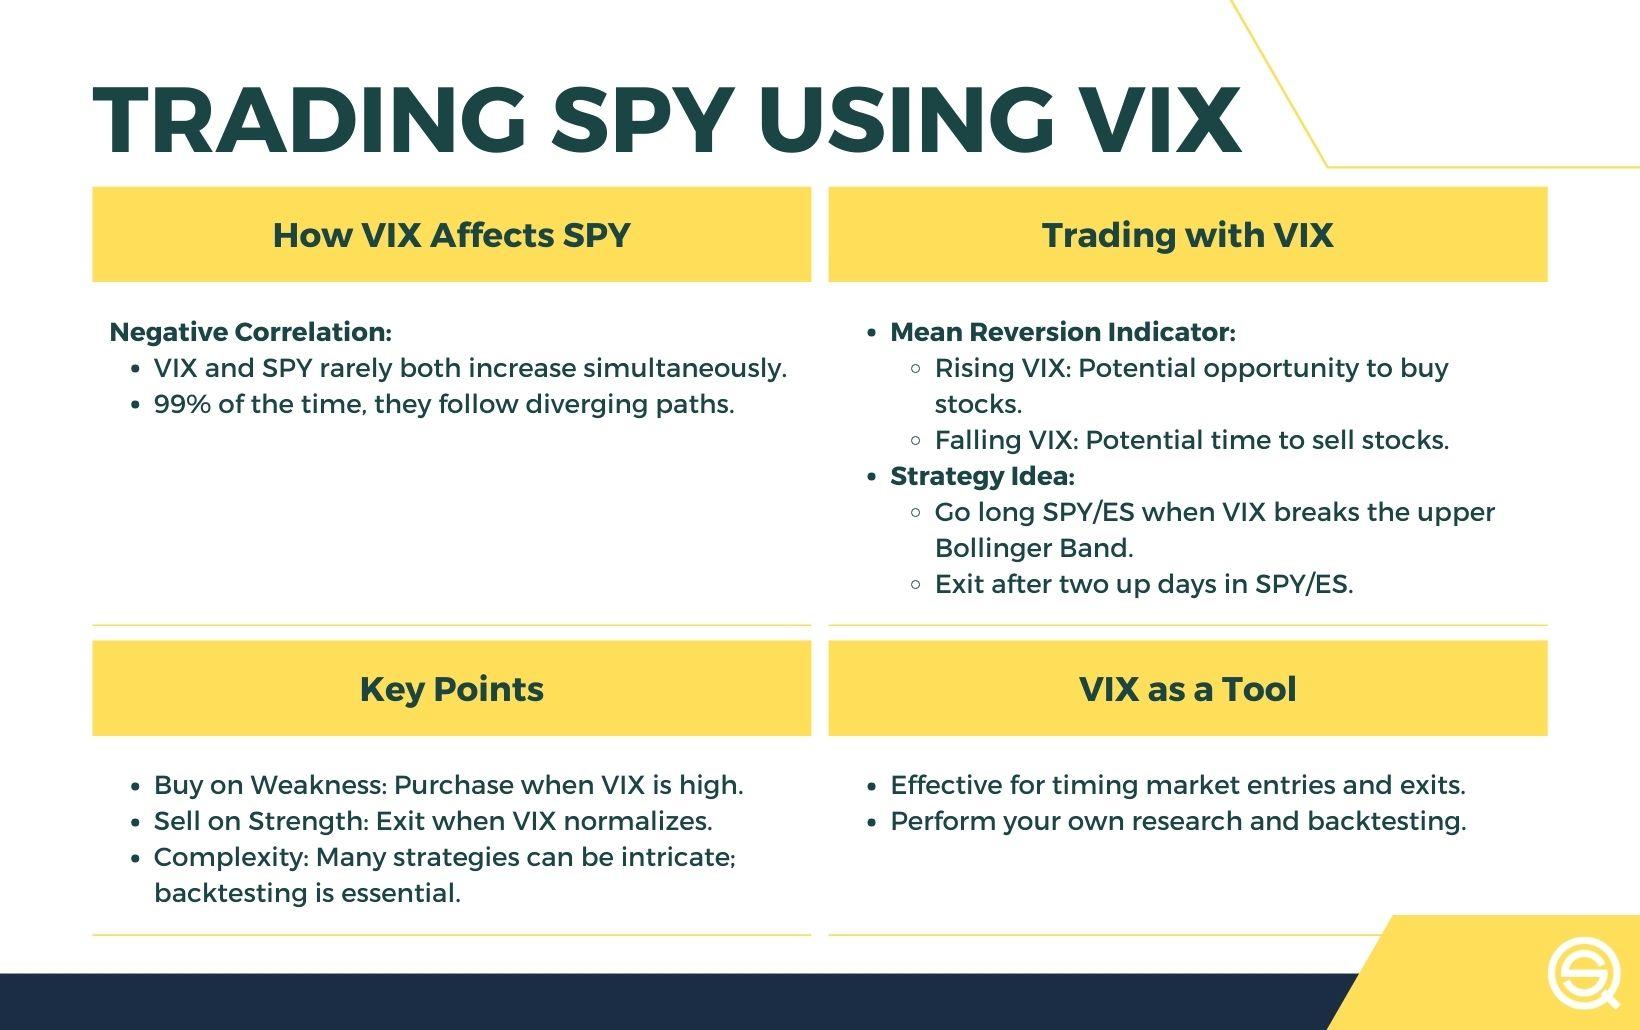 TRADING SPY USING VIX
How VIX Affects SPY
Negative Correlation:
• VIX and SPY rarely both increase simultaneously.
• 99% of the time, they follow diverging paths.
Trading with VIX
• Mean Reversion Indicator:
◦ Rising VIX: Potential opportunity to buy
stocks.
◦ Falling VIX: Potential time to sell stocks.
• Strategy Idea:
◦ Go long SPY/ES when VIX breaks the upper
Bollinger Band.
◦ Exit after two up days in SPY/ES.
Key Points
• Buy on Weakness: Purchase when VIX is high.
• Sell on Strength: Exit when VIX normalizes.
• Complexity: Many strategies can be intricate;
backtesting is essential.
VIX as a Tool
• Effective for timing market entries and exits.
• Perform your own research and backtesting.